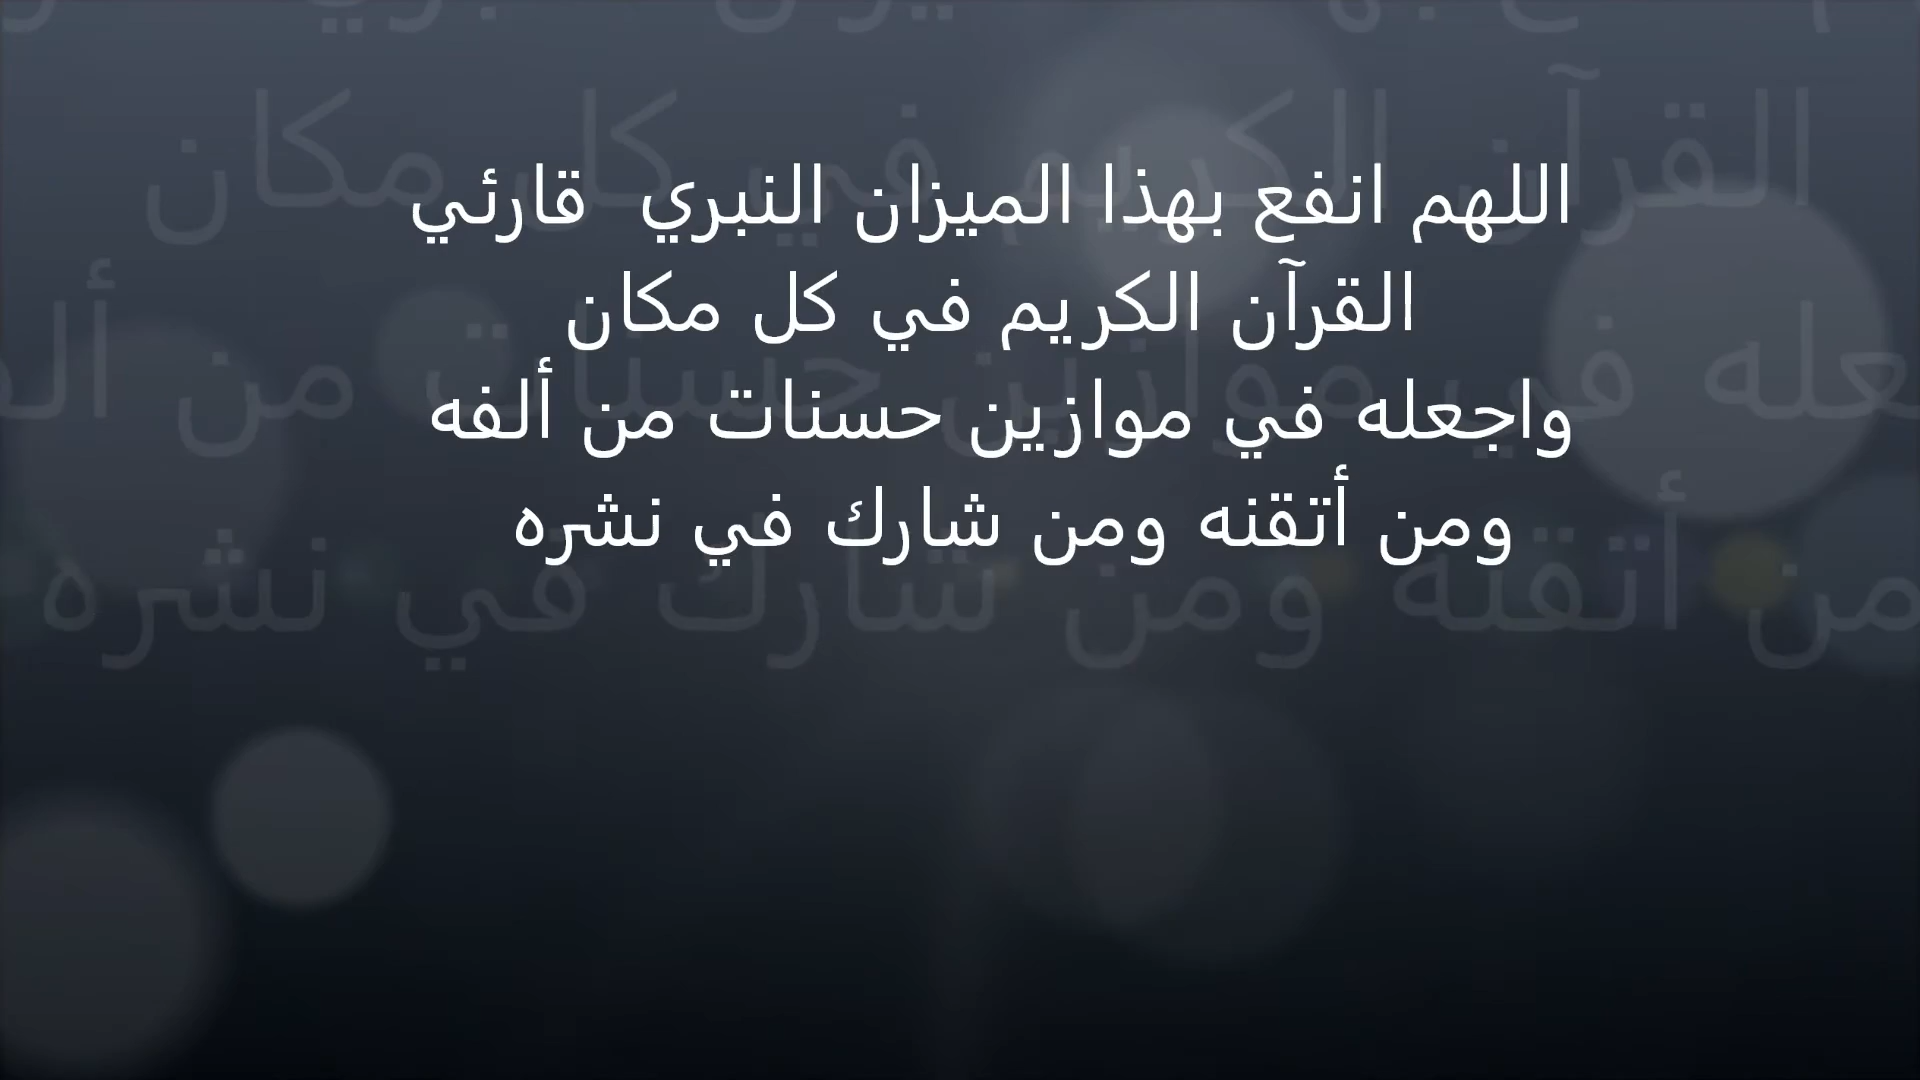 اللهم انفع بهذا الميزان النبري قارئي
القرآن الكريم في كل مكان
واجعله في موازين حسنات من ألفه
ومن أتقنه ومن شارك في نشره